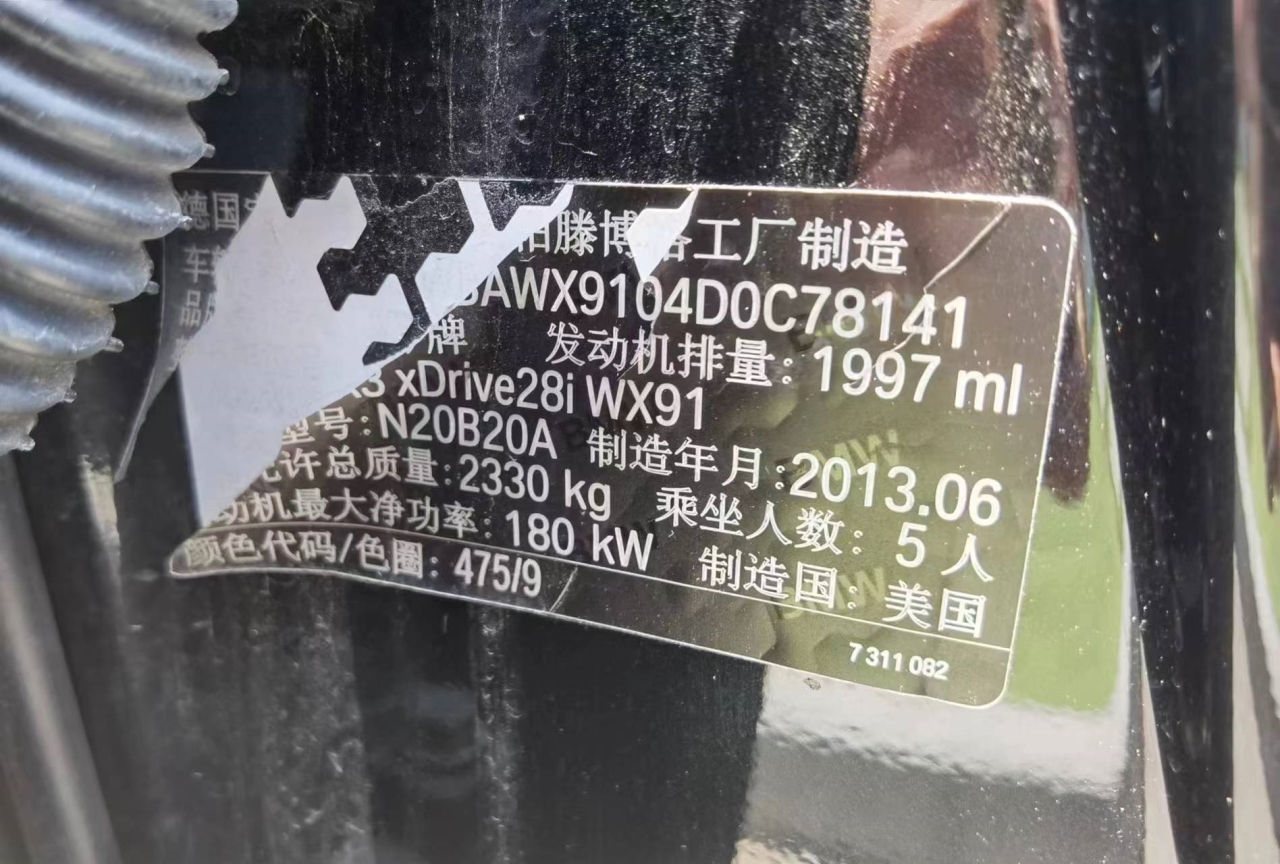 德国 滕博 工厂制造
车 AWX9104D0C78141
品 牌 发动机排量: 1997 ml
X3 xDrive28i WX91
型号: N20B20A 制造年月: 2013.06
允许总质量: 2330 kg 乘坐人数: 5 人
动机最大净功率: 180 kW 制造国: 美国
颜色代码/色圈: 475/9
7 311 082